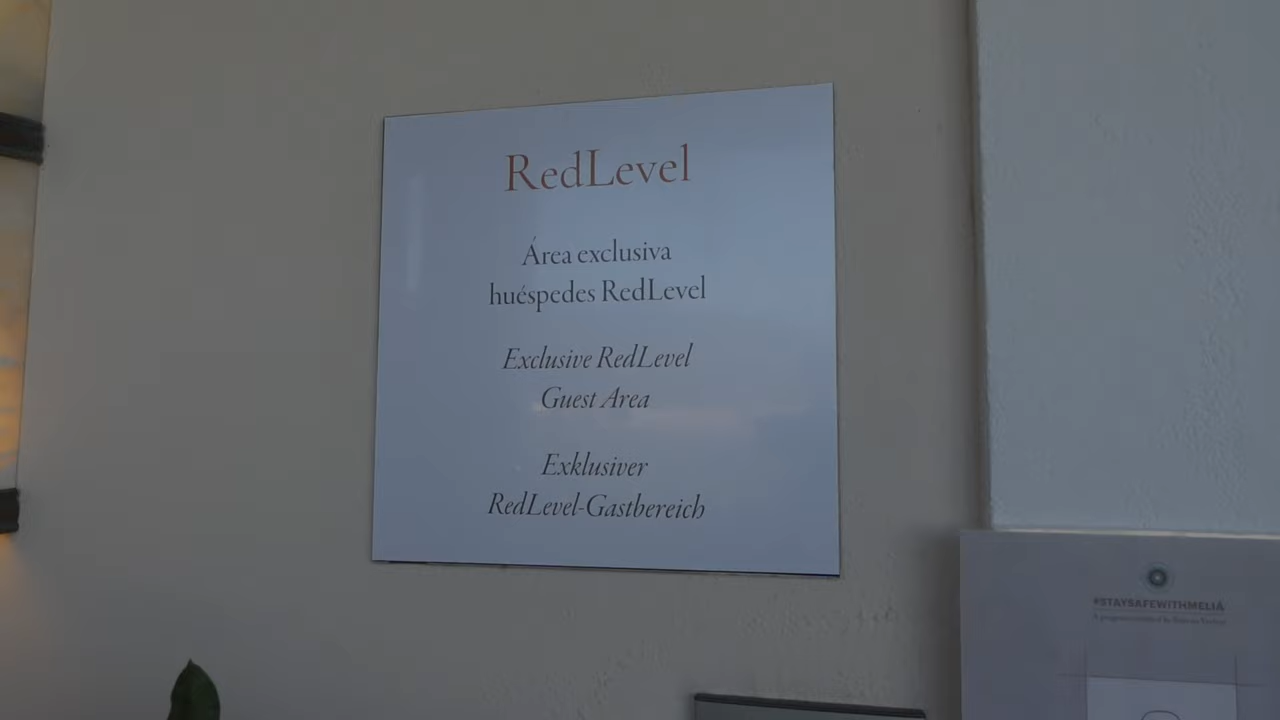 RedLevel
Área exclusiva
huéspedes RedLevel
Exclusive RedLevel
Guest Area
Exklusiver
RedLevel-Gastbereich
#STAYSAFEWITHMELIÁ